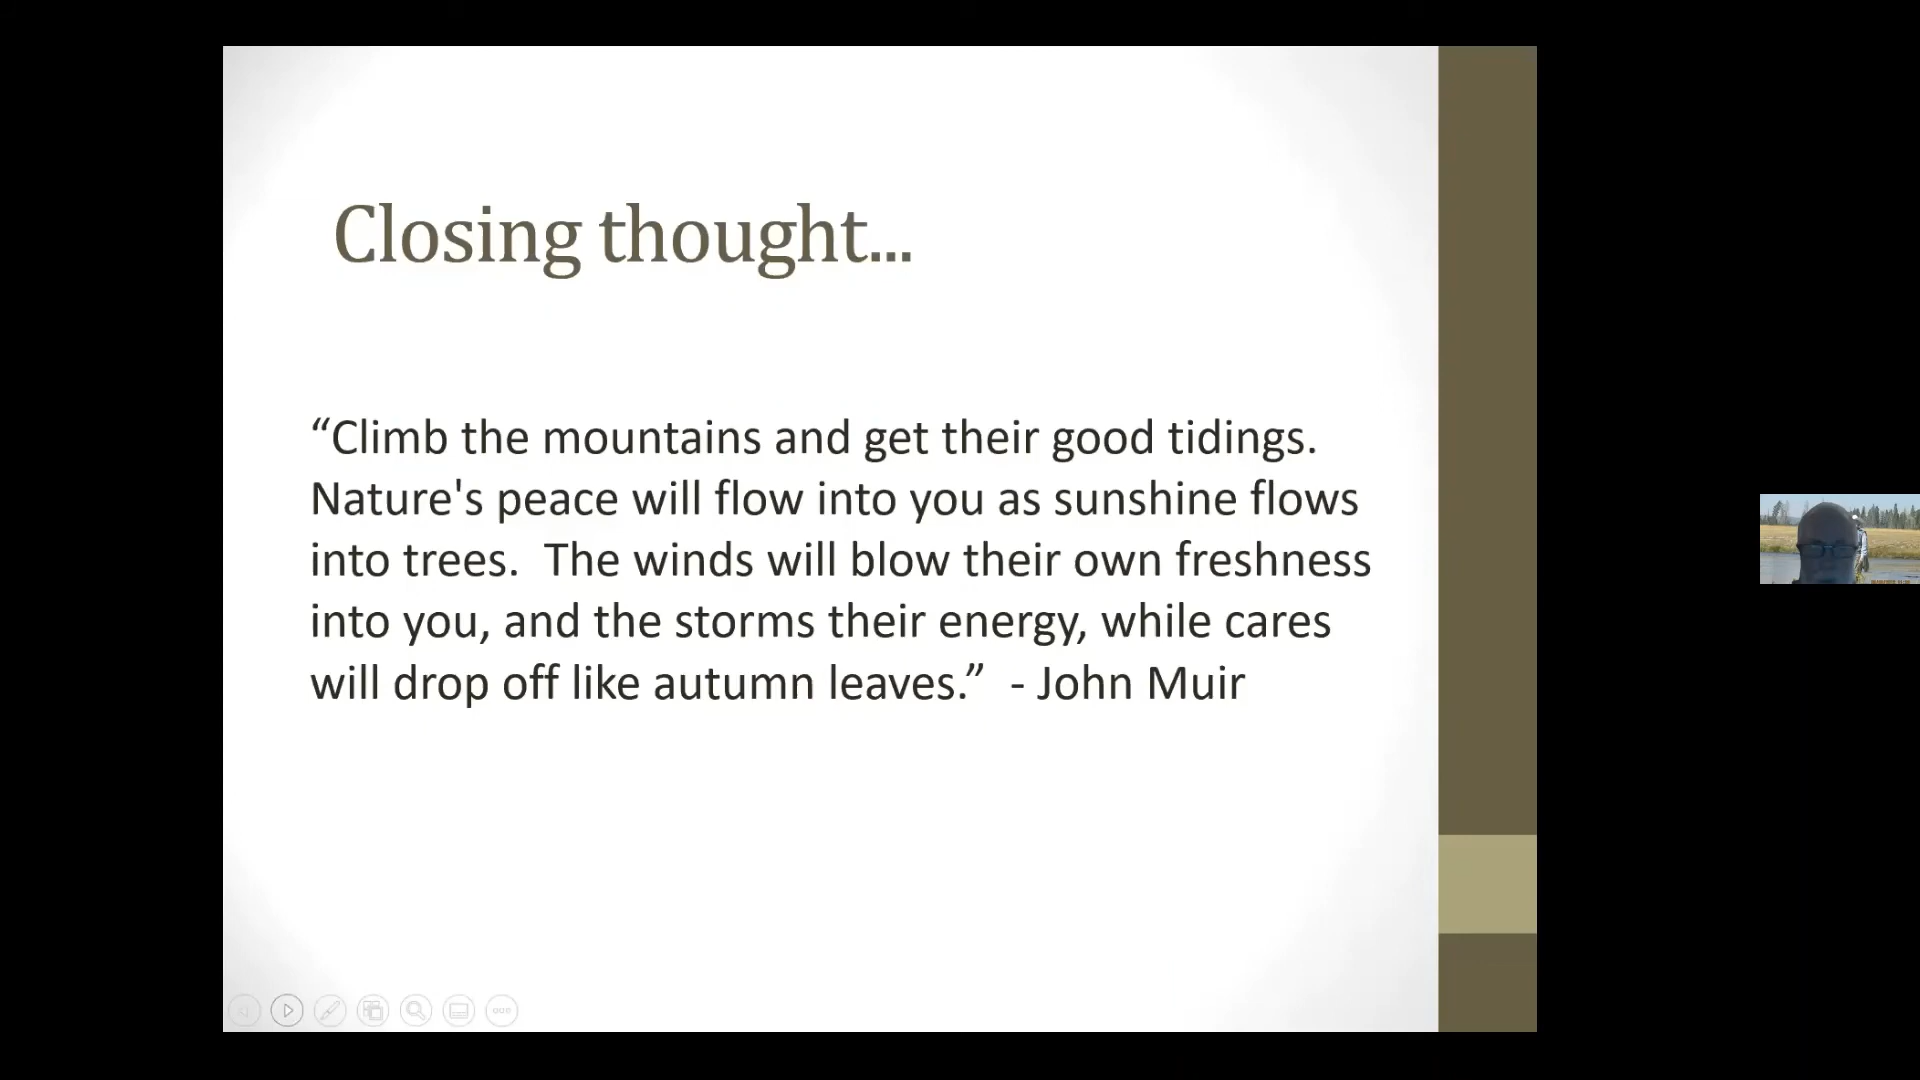 Closing thought...
“Climb the mountains and get their good tidings.
Nature's peace will flow into you as sunshine flows
into trees.  The winds will blow their own freshness
into you, and the storms their energy, while cares
will drop off like autumn leaves.”  - John Muir